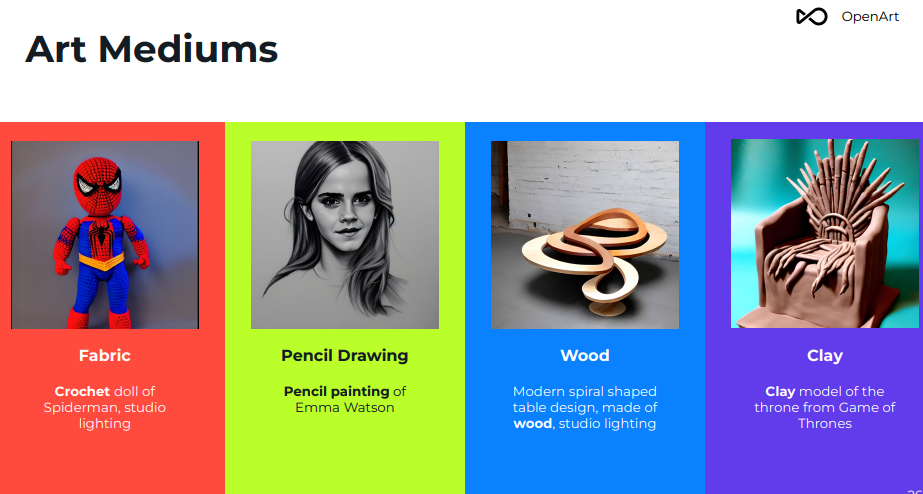 OpenArt
Art Mediums
Fabric
Crochet doll of
Spiderman, studio
lighting
Pencil Drawing
Pencil painting of
Emma Watson
Wood
Modern spiral shaped
table design, made of
wood, studio lighting
Clay
Clay model of the
throne from Game of
Thrones